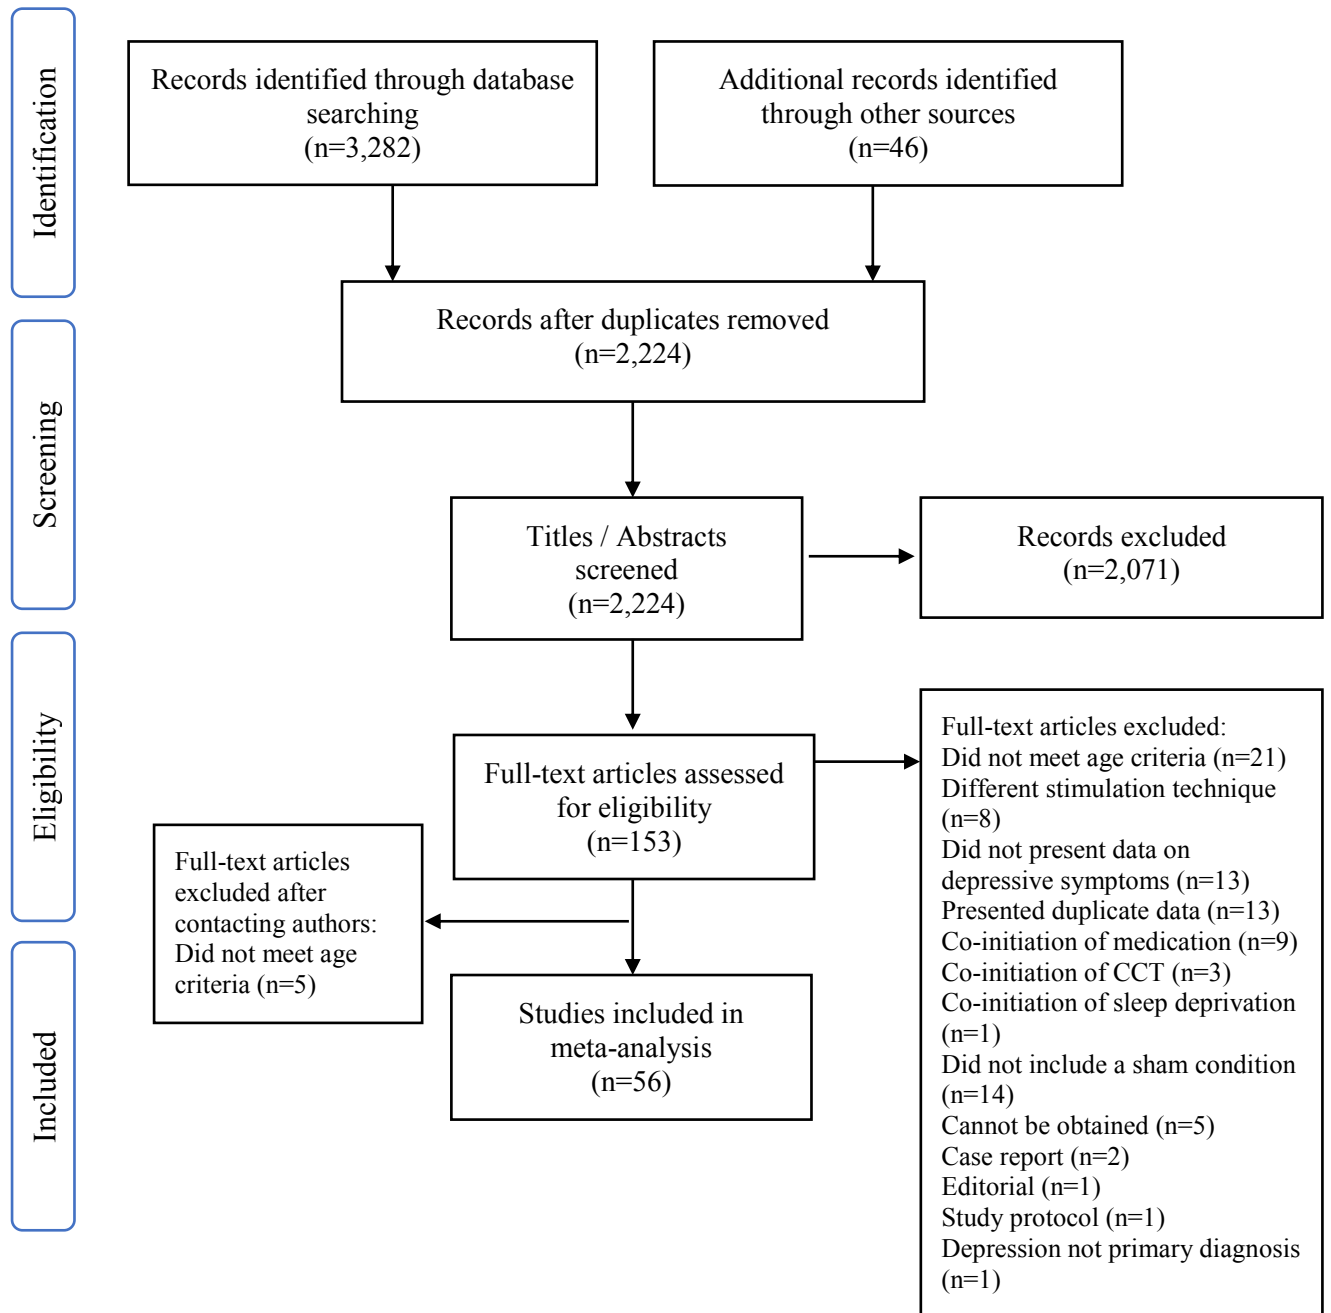 Identification
Records identified through database
searching
(n=3,282)
Additional records identified
through other sources
(n=46)
Records after duplicates removed
(n=2,224)
Screening
Titles / Abstracts
screened
(n=2,224)
Records excluded
(n=2,071)
Eligibility
Full-text articles assessed
for eligibility
(n=153)
Full-text articles excluded:
Did not meet age criteria (n=21)
Different stimulation technique
(n=8)
Did not present data on
depressive symptoms (n=13)
Presented duplicate data (n=13)
Co-initiation of medication (n=9)
Co-initiation of CCT (n=3)
Co-initiation of sleep deprivation
(n=1)
Did not include a sham condition
(n=14)
Cannot be obtained (n=5)
Case report (n=2)
Editorial (n=1)
Study protocol (n=1)
Depression not primary diagnosis
(n=1)
Full-text articles
excluded after
contacting authors:
Did not meet age
criteria (n=5)
Included
Studies included in
meta-analysis
(n=56)